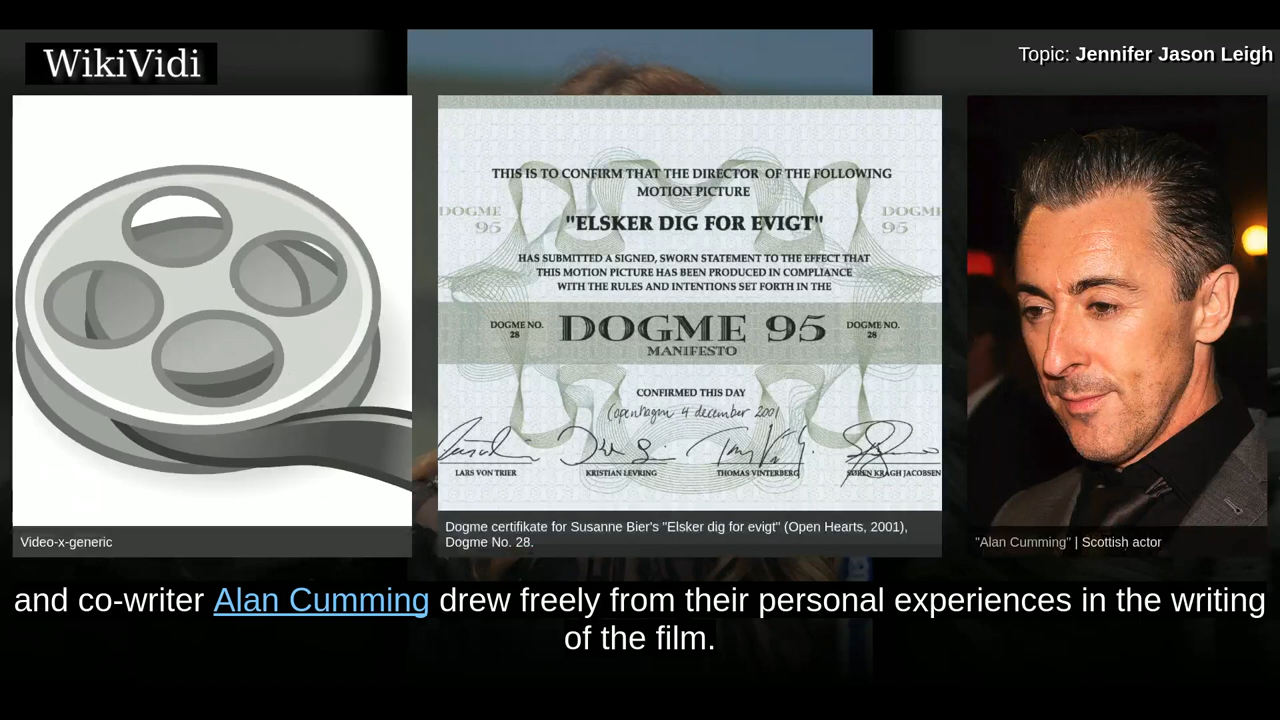 WikiVidi
Topic: Jennifer Jason Leigh
THIS IS TO CONFIRM THAT THE DIRECTOR OF THE FOLLOWING
MOTION PICTURE
DOGME
95
DOGME
95
"ELSKER DIG FOR EVIGT"
HAS SUBMITTED A SIGNED, SWORN STATEMENT TO THE EFFECT THAT
THIS MOTION PICTURE HAS BEEN PRODUCED IN COMPLIANCE
WITH THE RULES AND INTENTIONS SET FORTH IN THE
DOGME NO.
28
DOGME 95
MANIFESTO
DOGME NO.
28
CONFIRMED THIS DAY
Copenhagen 4 december 2001
LARS VON TRIER
KRISTIAN LEVRING
THOMAS VINTERBERG
SØREN KRAGH JACOBSEN
Video-x-generic
Dogme certifikate for Susanne Bier's "Elsker dig for evigt" (Open Hearts, 2001),
Dogme No. 28.
"Alan Cumming" | Scottish actor
and co-writer Alan Cumming drew freely from their personal experiences in the writing
of the film.